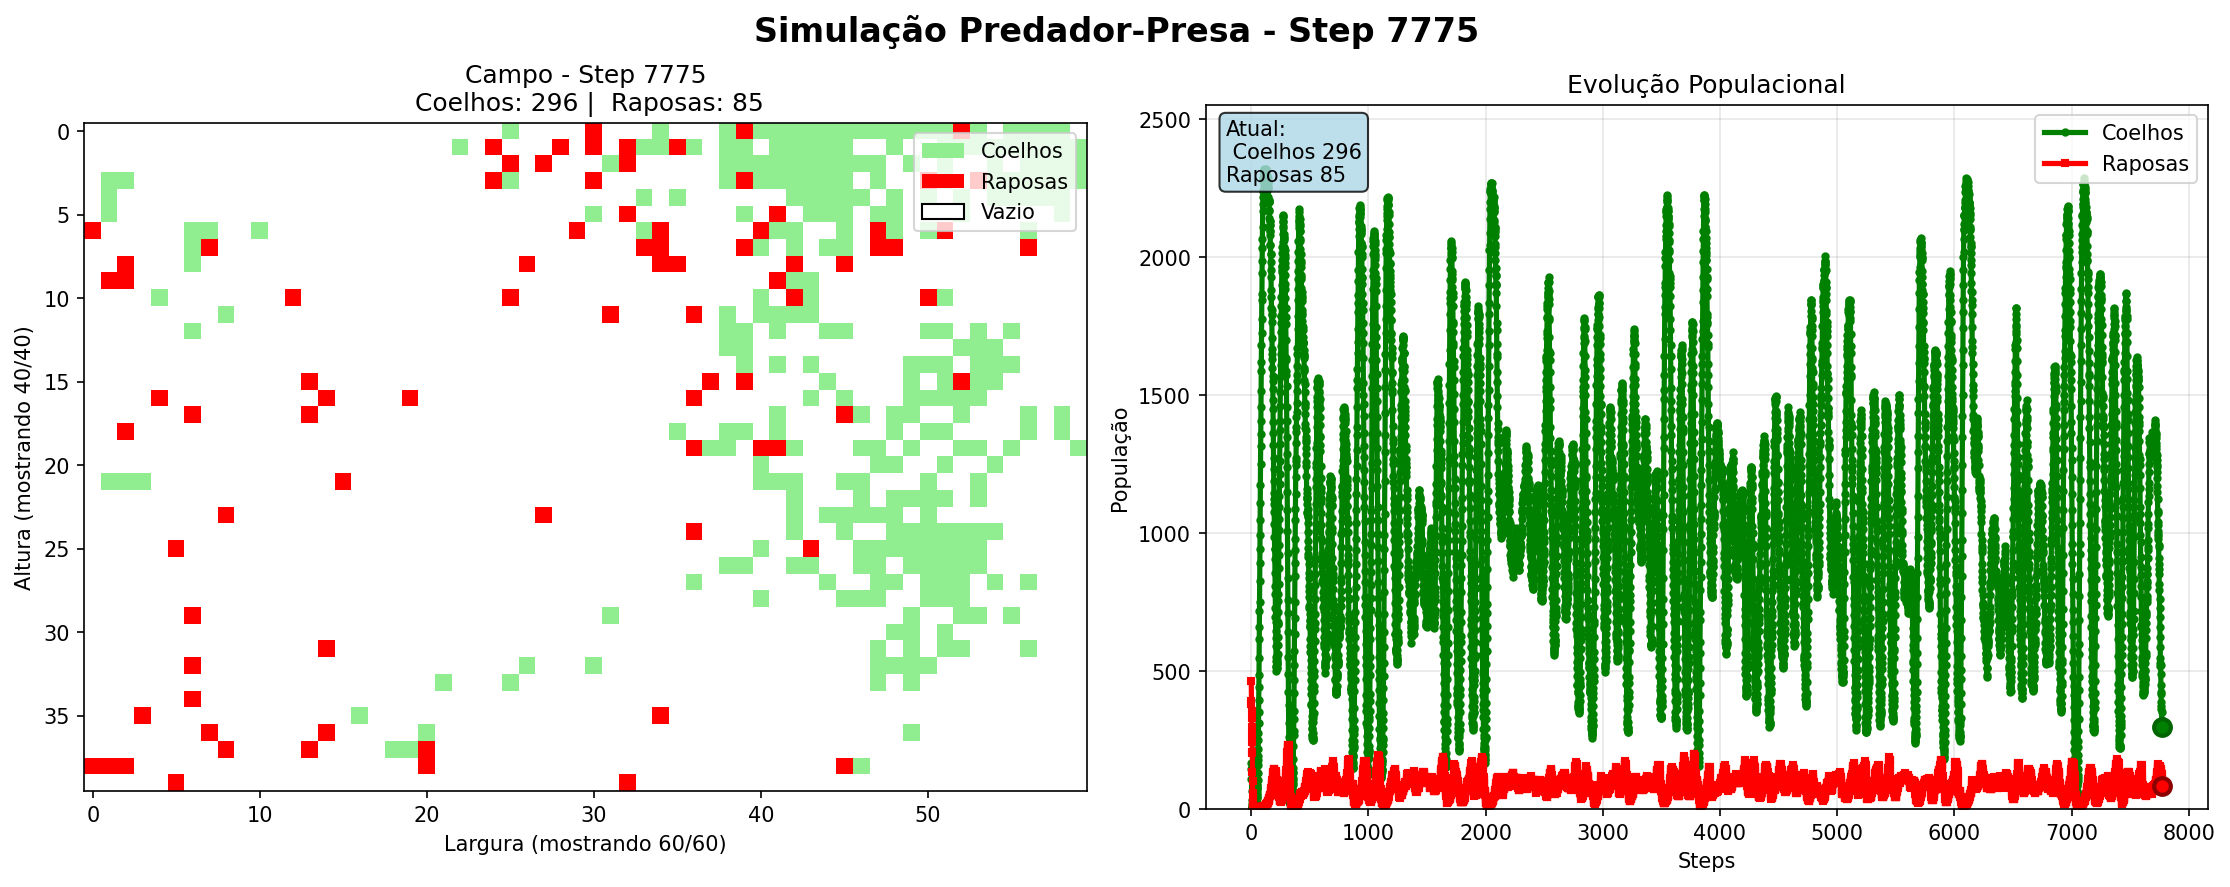 Simulação Predador-Presa - Step 7775
Campo - Step 7775
Coelhos: 296 |  Raposas: 85
Coelhos
Raposas
Vazio
0
5
10
15
20
25
30
35
Altura (mostrando 40/40)
0
10
20
30
40
50
Largura (mostrando 60/60)
Evolução Populacional
Atual:
Coelhos 296
Raposas 85
Coelhos
Raposas
2500
2000
1500
1000
500
0
População
0
1000
2000
3000
4000
5000
6000
7000
8000
Steps